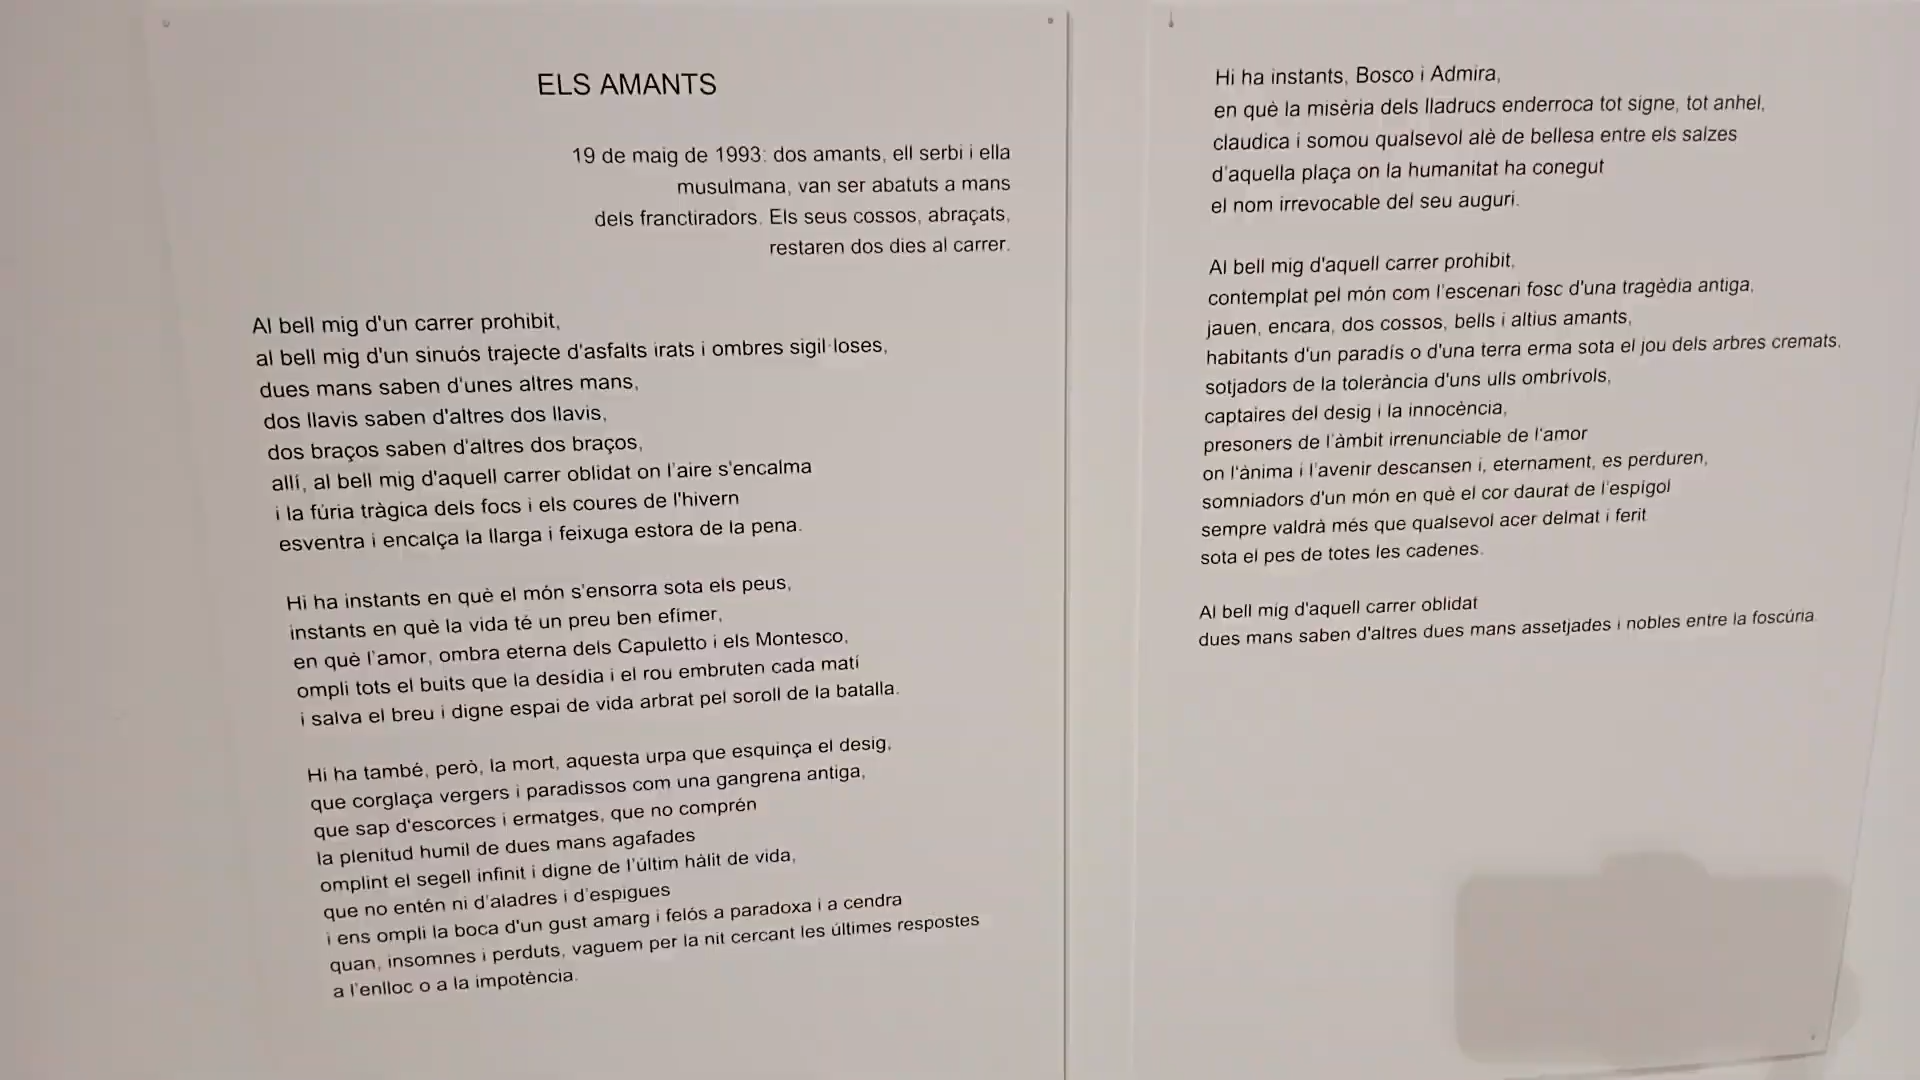 ELS AMANTS
19 de maig de 1993: dos amants, ell serbi i ella
musulmana, van ser abatuts a mans
dels franctiradors. Els seus cossos, abraçats,
restaren dos dies al carrer.
Al bell mig d'un carrer prohibit,
al bell mig d'un sinuós trajecte d'asfalts irats i ombres sigil·loses,
dues mans saben d'unes altres mans,
dos llavis saben d'altres dos llavis,
dos braços saben d'altres dos braços,
allí, al bell mig d'aquell carrer oblidat on l'aire s'encalma
i la fúria tràgica dels focs i els coures de l'hivern
esventra i encalça la llarga i feixuga estora de la pena.
Hi ha instants en què el món s'ensorra sota els peus,
instants en què la vida té un preu ben efímer,
en què l'amor, ombra eterna dels Capuletto i els Montesco,
ompli tots el buits que la desídia i el rou embruten cada matí
i salva el breu i digne espai de vida arbrat pel soroll de la batalla.
Hi ha també, però, la mort, aquesta urpa que esquinça el desig,
que corglaça vergers i paradissos com una gangrena antiga,
que sap d'escorces i ermatges, que no comprén
la plenitud humil de dues mans agafades
omplint el segell infinit i digne de l'últim hàlit de vida,
que no entén ni d'aladres i d'espigues
i ens ompli la boca d'un gust amarg i felós a paradoxa i a cendra
quan, insomnes i perduts, vaguem per la nit cercant les últimes respostes
a l'enlloc o a la impotència.
Hi ha instants, Bosco i Admira,
en què la misèria dels lladrucs enderroca tot signe, tot anhel,
claudica i somou qualsevol alè de bellesa entre els salzes
d'aquella plaça on la humanitat ha conegut
el nom irrevocable del seu auguri.
Al bell mig d'aquell carrer prohibit,
contemplat pel món com l'escenari fosc d'una tragèdia antiga,
jauen, encara, dos cossos, bells i altius amants,
habitants d'un paradís o d'una terra erma sota el jou dels arbres cremats,
sotjadors de la tolerància d'uns ulls ombrívols,
captaires del desig i la innocència,
presoners de l'àmbit irrenunciable de l'amor
on l'ànima i l'avenir descansen i, eternament, es perduren,
somniadors d'un món en què el cor daurat de l'espígol
sempre valdrà més que qualsevol acer delmat i ferit
sota el pes de totes les cadenes.
Al bell mig d'aquell carrer oblidat
dues mans saben d'altres dues mans assetjades i nobles entre la foscúria.